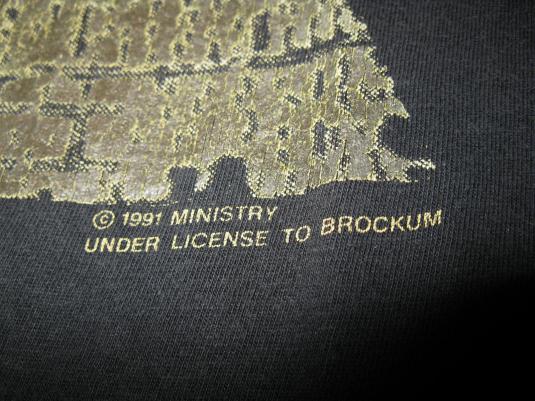 © 1991 MINISTRY
UNDER LICENSE TO BROCKUM